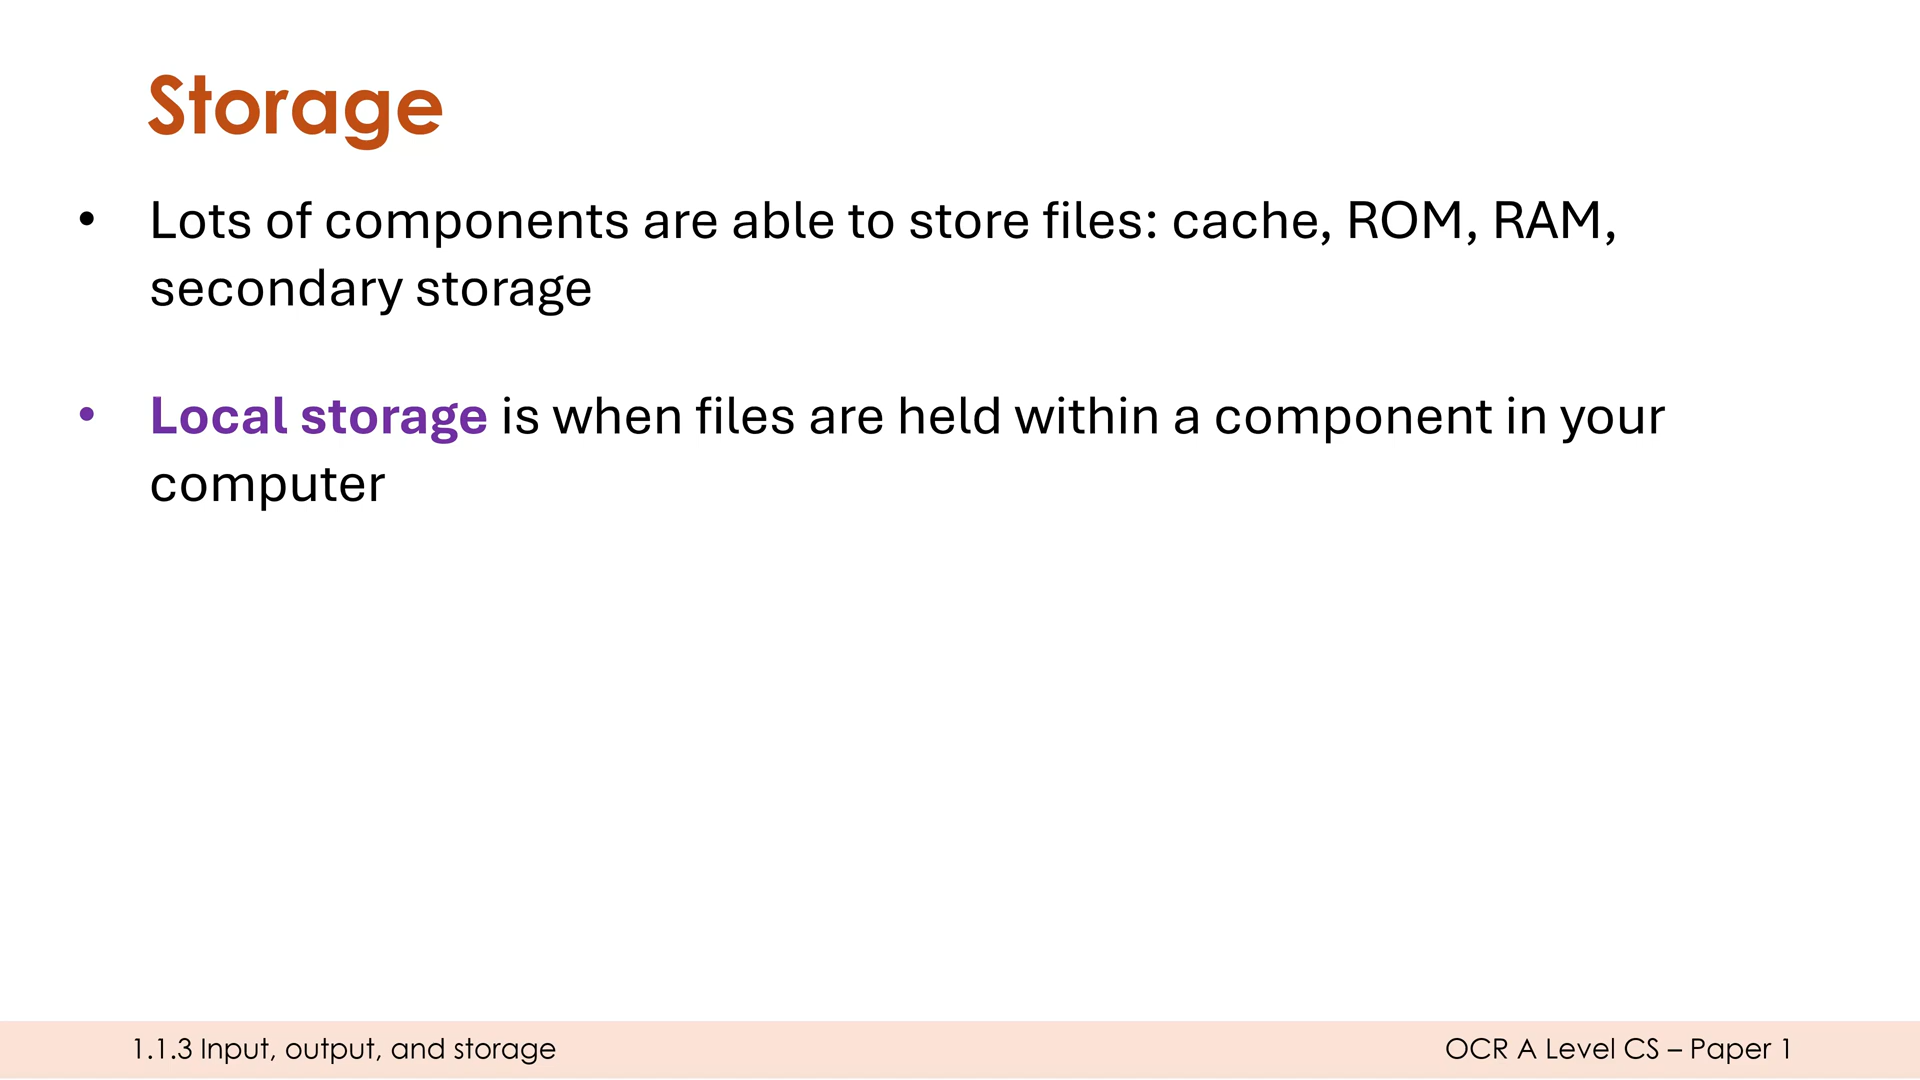 Storage
• Lots of components are able to store files: cache, ROM, RAM,
secondary storage
• Local storage is when files are held within a component in your
computer
1.1.3 Input, output, and storage
OCR A Level CS – Paper 1